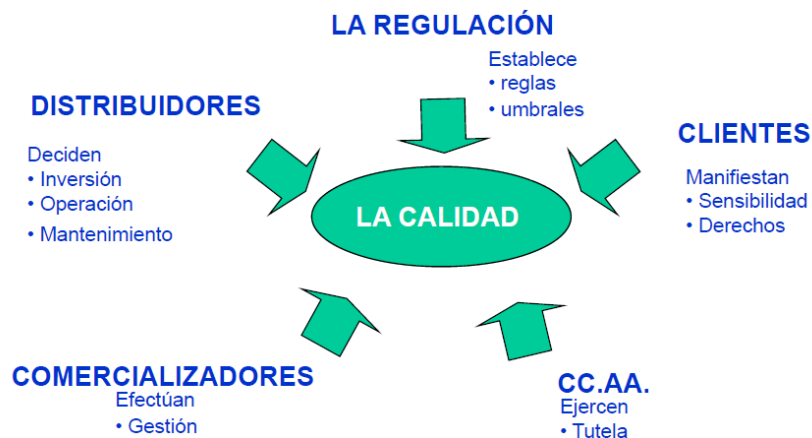 LA REGULACIÓN
Establece
• reglas
• umbrales
DISTRIBUIDORES
Deciden
• Inversión
• Operación
• Mantenimiento
CLIENTES
Manifiestan
• Sensibilidad
• Derechos
LA CALIDAD
COMERCIALIZADORES
Efectúan
• Gestión
CC.AA.
Ejercen
• Tutela